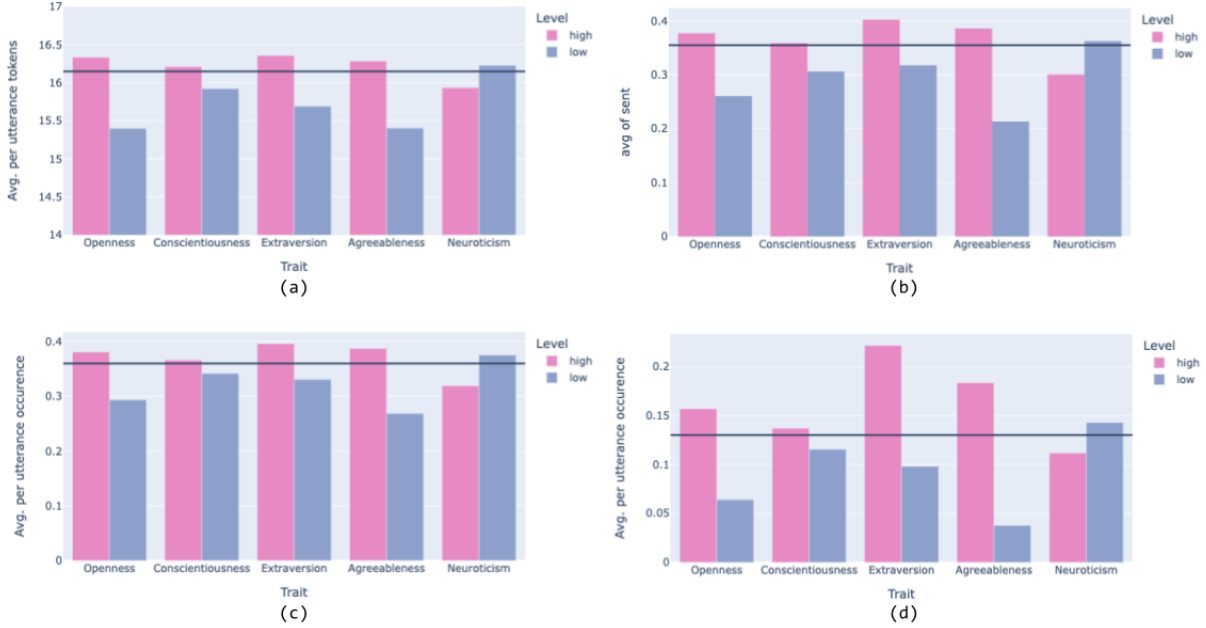 Avg. per utterance tokens
17
16.5
16
15.5
15
14.5
14
Openness Conscientiousness Extraversion Agreeableness Neuroticism
Trait
Level
high
low
(a)
avg of sent
0.4
0.3
0.2
0.1
0
Openness Conscientiousness Extraversion Agreeableness Neuroticism
Trait
Level
high
low
(b)
Avg. per utterance occurence
0.4
0.3
0.2
0.1
0
Openness Conscientiousness Extraversion Agreeableness Neuroticism
Trait
Level
high
low
(c)
Avg. per utterance occurence
0.2
0.15
0.1
0.05
0
Openness Conscientiousness Extraversion Agreeableness Neuroticism
Trait
Level
high
low
(d)